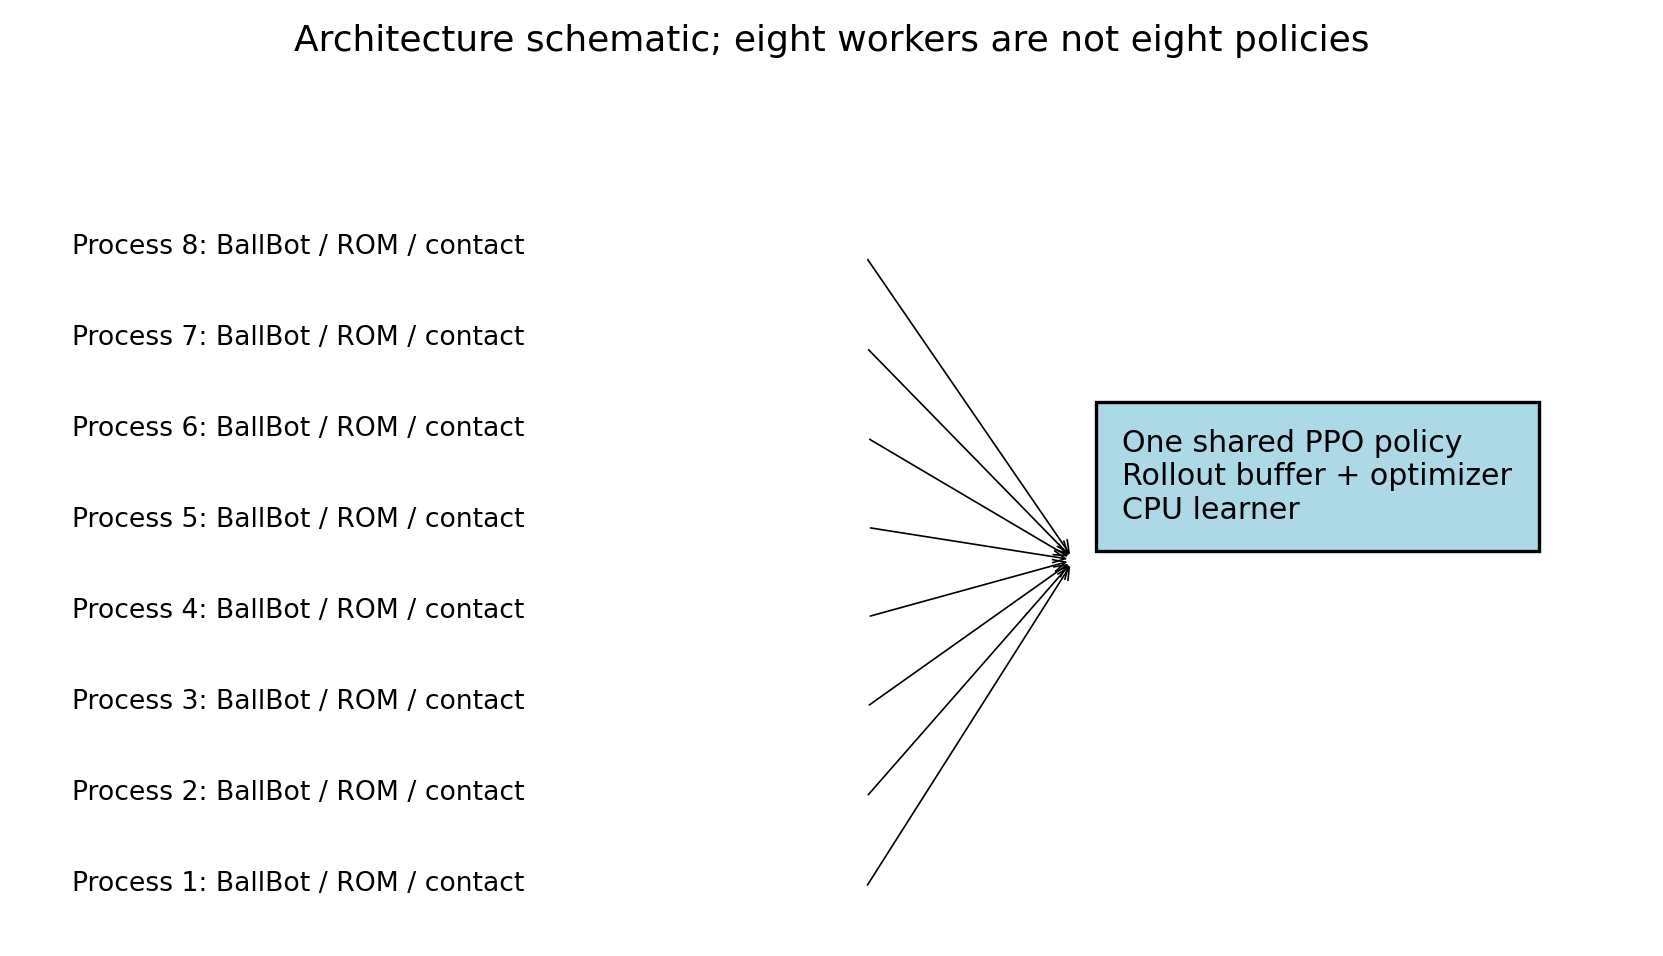 Architecture schematic; eight workers are not eight policies
Process 8: BallBot / ROM / contact
Process 7: BallBot / ROM / contact
Process 6: BallBot / ROM / contact
Process 5: BallBot / ROM / contact
Process 4: BallBot / ROM / contact
Process 3: BallBot / ROM / contact
Process 2: BallBot / ROM / contact
Process 1: BallBot / ROM / contact
One shared PPO policy
Rollout buffer + optimizer
CPU learner